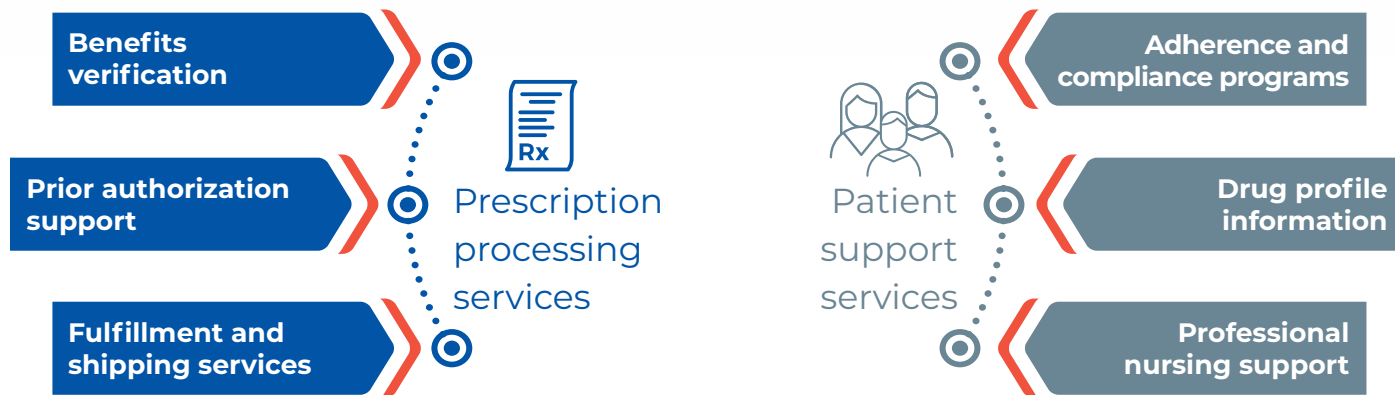 Benefits
verification
Prior authorization
support
Fulfillment and
shipping services
Rx
Prescription
processing
services
Patient
support
services
Adherence and
compliance programs
Drug profile
information
Professional
nursing support